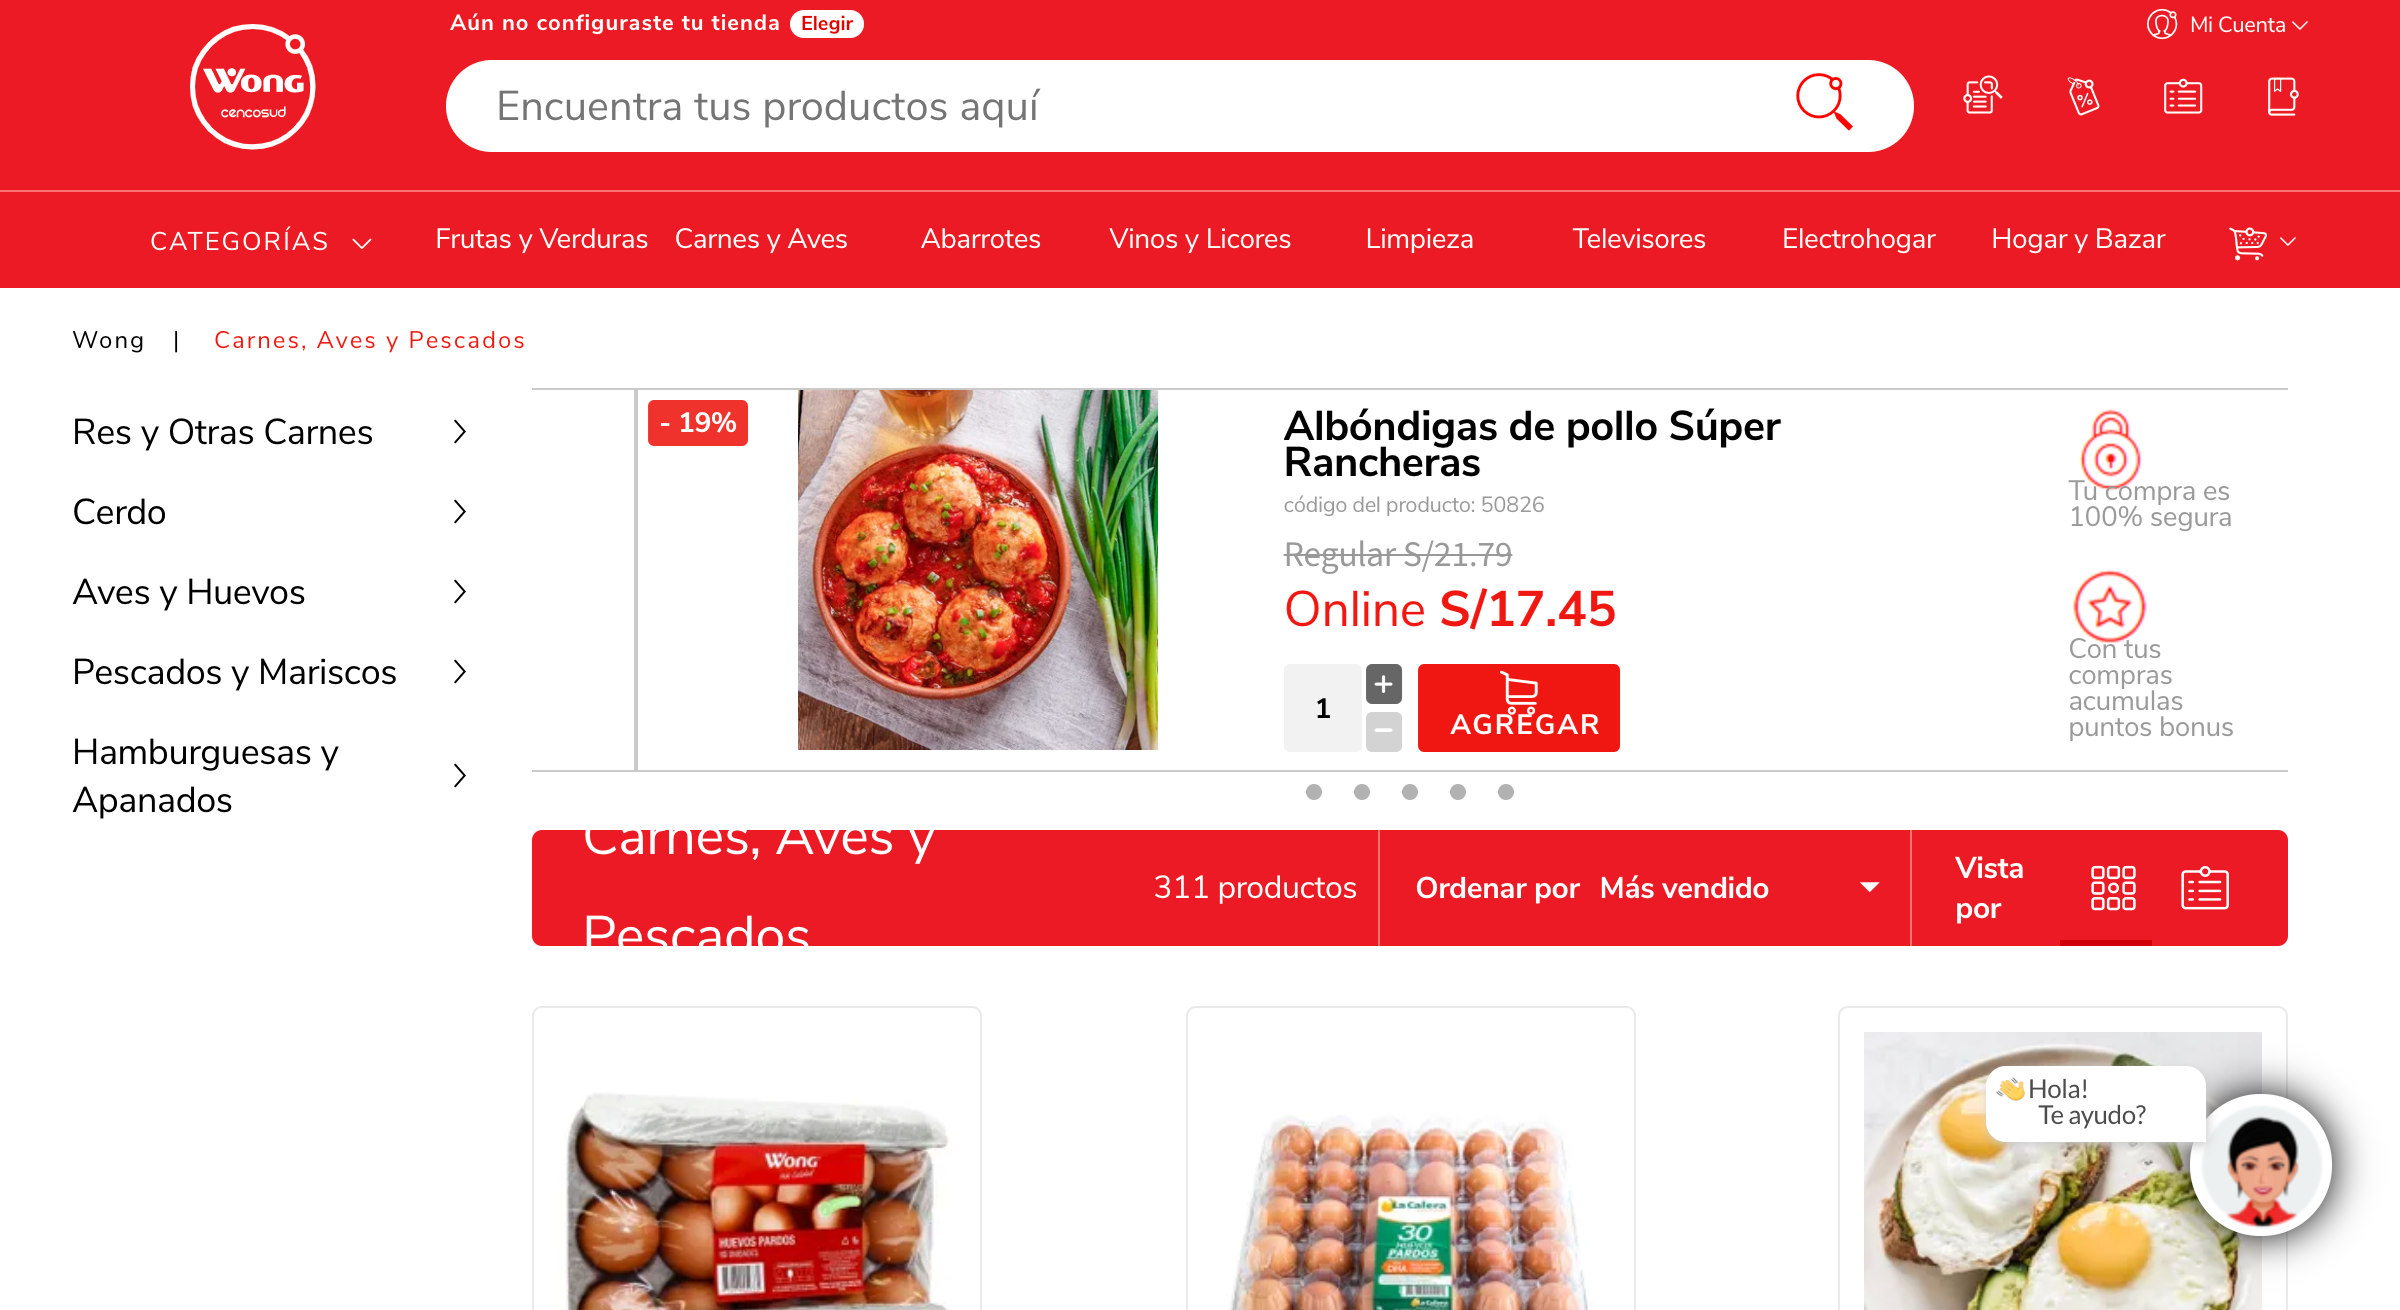 Aún no configuraste tu tienda Elegir
Mi Cuenta
Wong
cencosud
Encuentra tus productos aquí
CATEGORÍAS
Frutas y Verduras
Carnes y Aves
Abarrotes
Vinos y Licores
Limpieza
Televisores
Electrohogar
Hogar y Bazar
Wong | Carnes, Aves y Pescados
Res y Otras Carnes
Cerdo
Aves y Huevos
Pescados y Mariscos
Hamburguesas y
Apanados
- 19%
Albóndigas de pollo Súper
Rancheras
código del producto: 50826
Regular S/21.79
Online S/17.45
1
+
−
AGREGAR
Tu compra es
100% segura
Con tus
compras
acumulas
puntos bonus
Carnes, Aves y
Pescados
311 productos
Ordenar por Más vendido
Vista
por
Wong
HUEVOS PARDOS
La Calera
30
HUEVOS
PARDOS
La Calera
👋Hola!
Te ayudo?